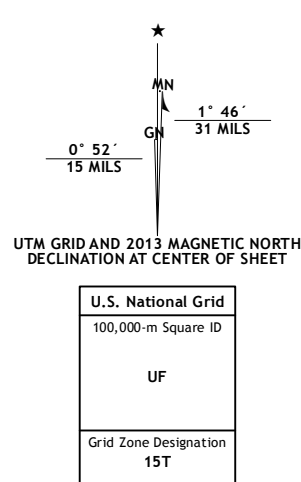 ★
MN
1° 46´
31 MILS
GN
0° 52´
15 MILS
UTM GRID AND 2013 MAGNETIC NORTH
DECLINATION AT CENTER OF SHEET
U.S. National Grid
100,000-m Square ID
UF
Grid Zone Designation
15T